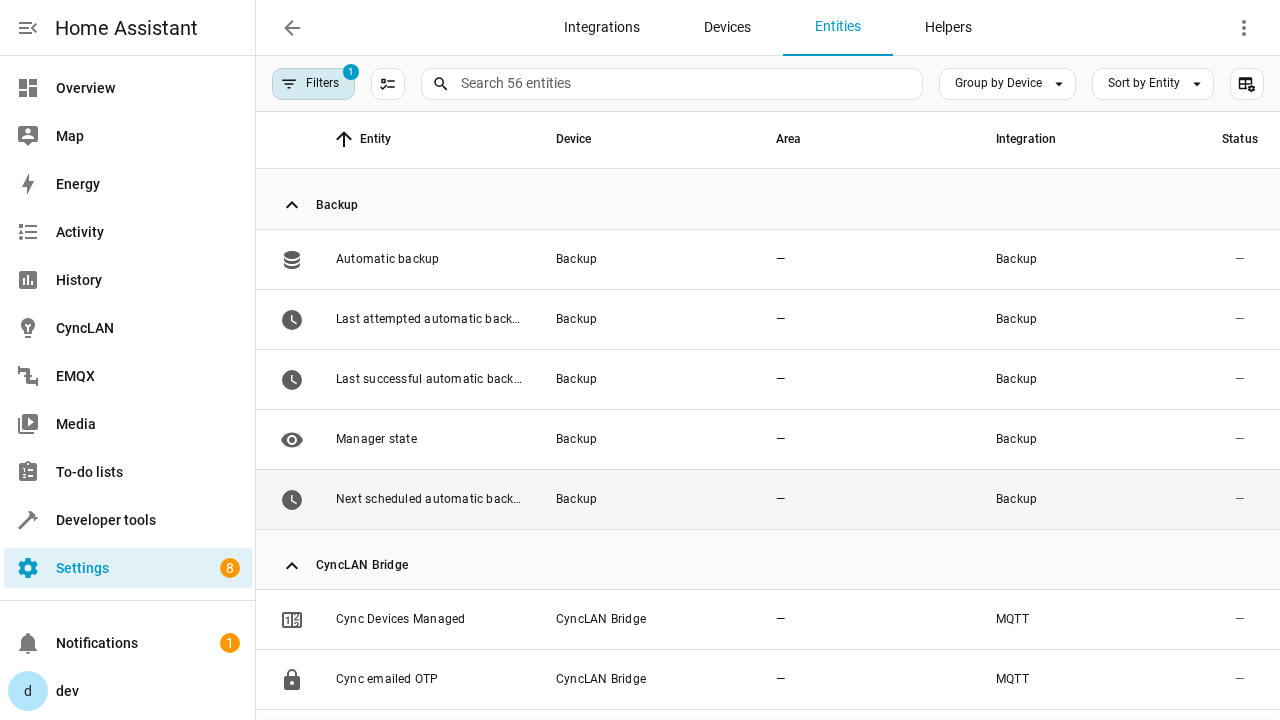 Home Assistant
Integrations Devices Entities Helpers
Overview
Map
Energy
Activity
History
CyncLAN
EMQX
Media
To-do lists
Developer tools
Settings 8
Notifications 1
d dev
Filters 1 Search 56 entities Group by Device Sort by Entity
Entity Device Area Integration Status
Backup
Automatic backup Backup — Backup —
Last attempted automatic back… Backup — Backup —
Last successful automatic back… Backup — Backup —
Manager state Backup — Backup —
Next scheduled automatic back… Backup — Backup —
CyncLAN Bridge
Cync Devices Managed CyncLAN Bridge — MQTT —
Cync emailed OTP CyncLAN Bridge — MQTT —